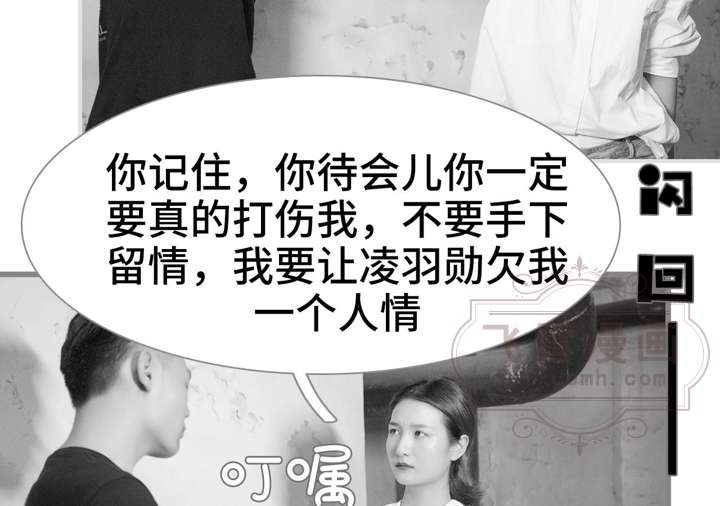 你记住，你待会儿你一定
要真的打伤我，不要手下
留情，我要让凌羽勋欠我
一个人情
闪回
叮嘱